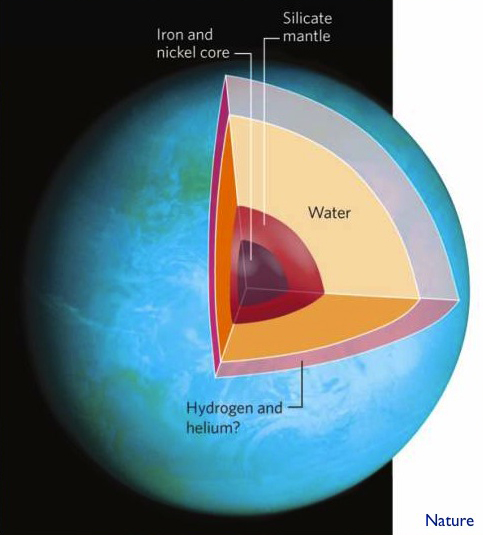 Silicate
mantle
Iron and
nickel core
Water
Hydrogen and
helium?
Nature